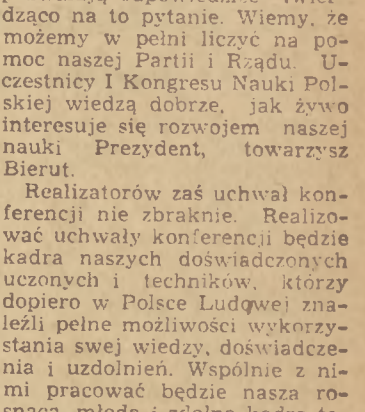 dząco na to pytanie. Wiemy, że
możemy w pełni liczyć na po-
moc naszej Partii i Rządu. U-
czestnicy I Kongresu Nauki Pol-
skiej wiedzą dobrze, jak żywo
interesuje się rozwojem naszej
nauki Prezydent, towarzysz
Bierut.
Realizatorów zaś uchwał kon-
ferencji nie zbraknie. Realizo-
wać uchwały konferencji będzie
kadra naszych doświadczonych
uczonych i techników, którzy
dopiero w Polsce Ludowej zna-
leźli pełne możliwości wykorzy-
stania swej wiedzy, doświadcze-
nia i uzdolnień. Wspólnie z ni-
mi pracować będzie nasza ro-
młoda i zdolna kadra